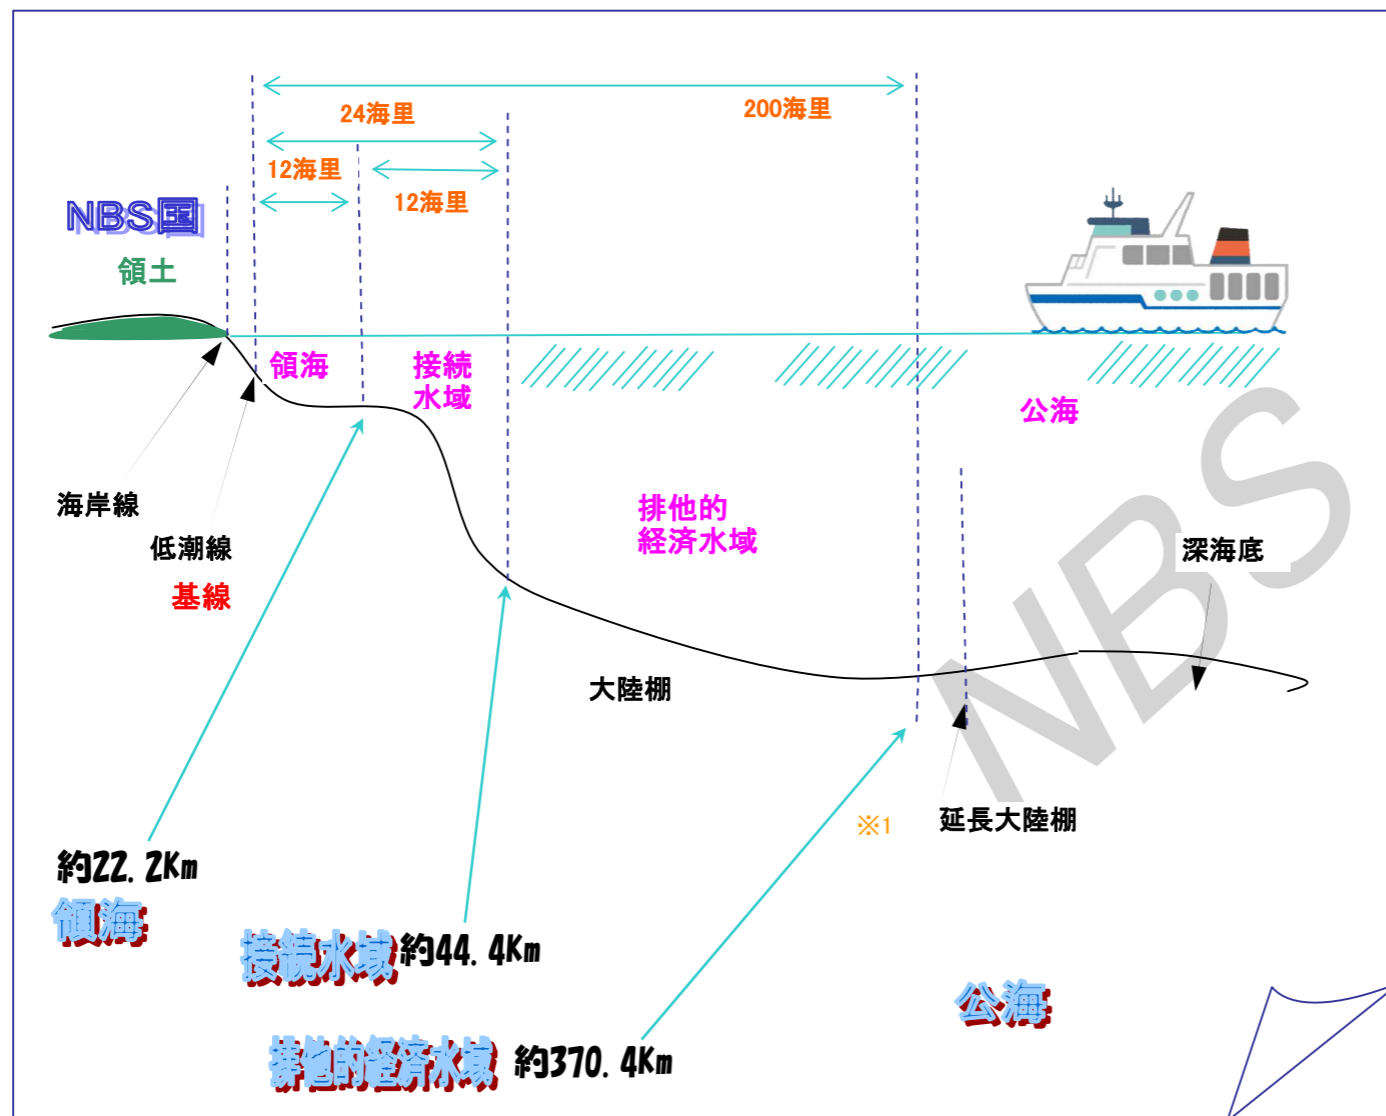 200海里
24海里
12海里
12海里
NBS国
領土
領海
接続
水域
公海
海岸線
低潮線
基線
排他的
経済水域
深海底
大陸棚
※1
延長大陸棚
約22.2Km
領海
接続水域 約44.4Km
公海
排他的経済水域 約370.4Km
NBS